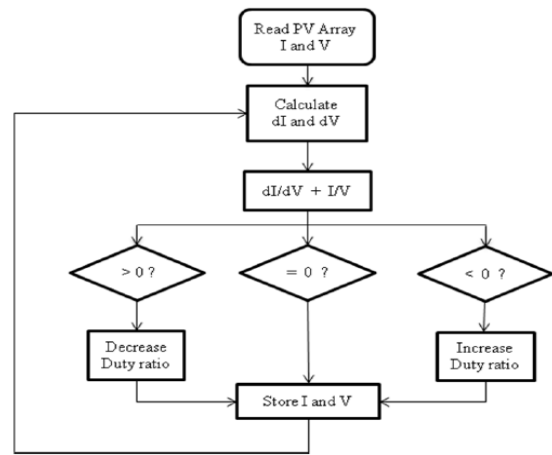 Read PV Array
I and V
Calculate
dI and dV
dI/dV + I/V
> 0 ?
= 0 ?
< 0 ?
Decrease
Duty ratio
Increase
Duty ratio
Store I and V